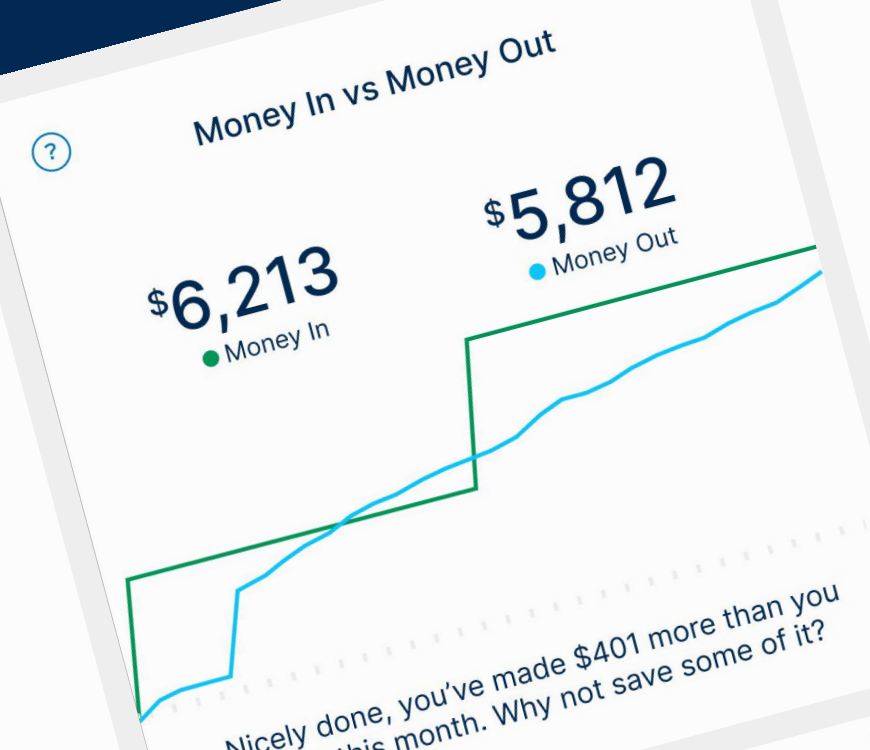 Money In vs Money Out
?
$6,213
Money In
$5,812
Money Out
Nicely done, you've made $401 more than you
this month. Why not save some of it?